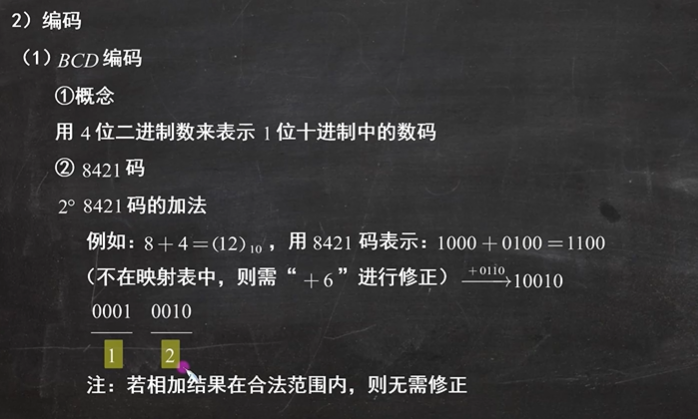 2）编码
（1）BCD编码
①概念
用 4 位二进制数来表示 1 位十进制中的数码
② 8421 码
2° 8421 码的加法
例如：8 + 4 = (12)₁₀ ，用 8421 码表示：1000 + 0100 = 1100
（不在映射表中，则需“ + 6 ”进行修正） +0110→10010
0001 0010
1 2
注：若相加结果在合法范围内，则无需修正